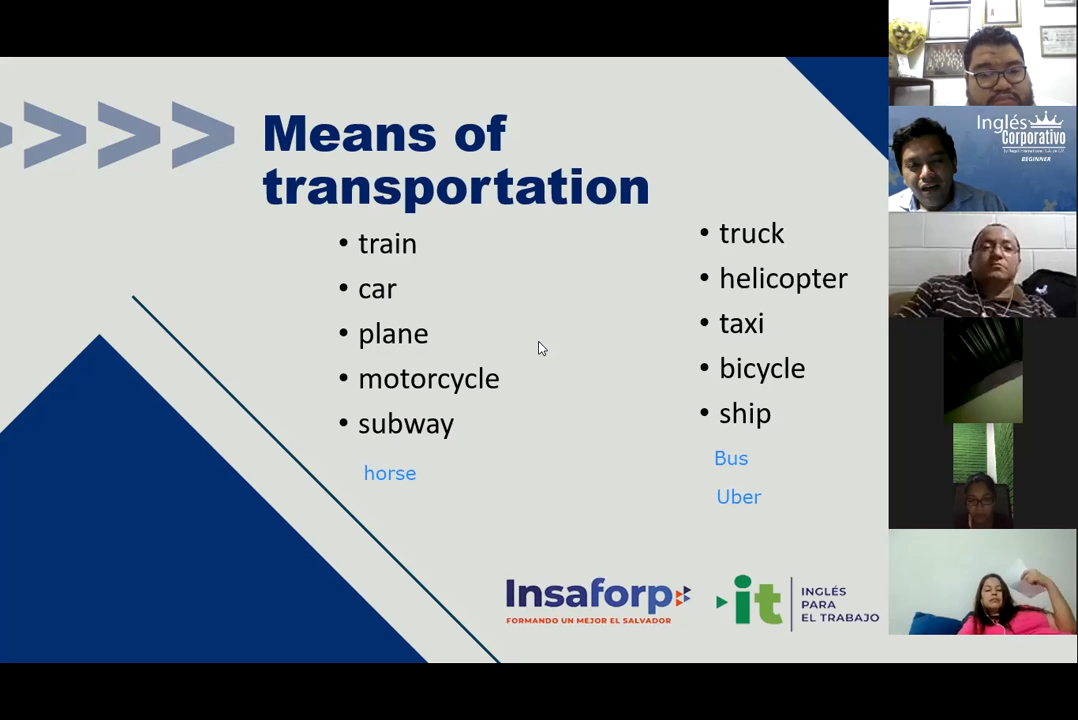 Means of
transportation
train
car
plane
motorcycle
subway
horse
truck
helicopter
taxi
bicycle
ship
Bus
Uber
Insaforp
FORMANDO UN MEJOR EL SALVADOR
it
INGLÉS
PARA
EL TRABAJO
Inglés
Corporativo
BEGINNER